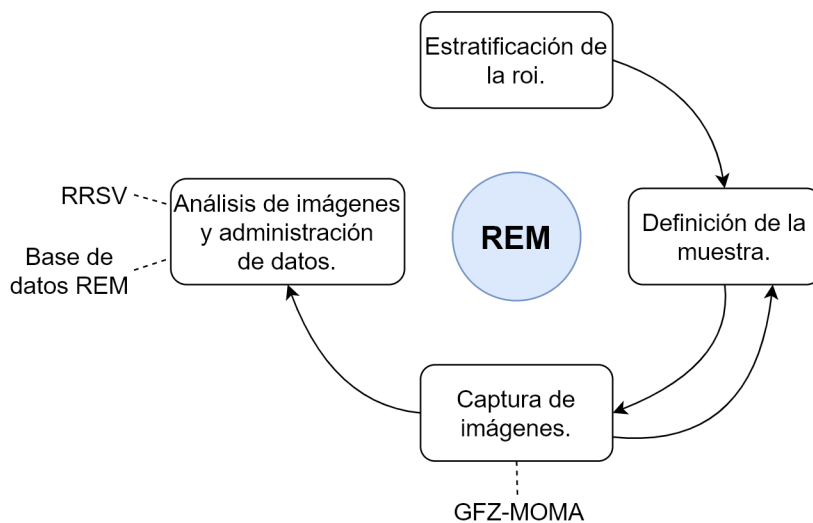 Estratificación de
la roi.
RRSV
Análisis de imágenes
y administración
de datos.
Base de
datos REM
REM
Definición de la
muestra.
Captura de
imágenes.
GFZ-MOMA